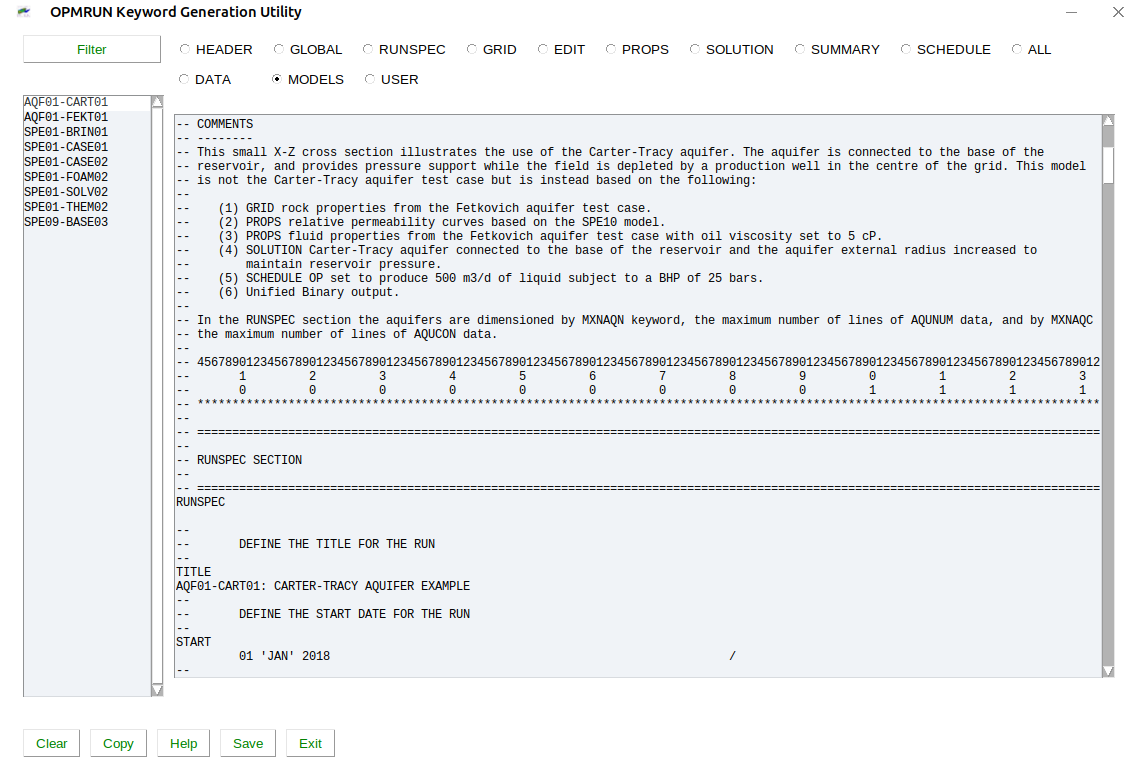 OPMRUN Keyword Generation Utility
Filter
HEADER GLOBAL RUNSPEC GRID EDIT PROPS SOLUTION SUMMARY SCHEDULE ALL
DATA MODELS USER
AQF01-CART01
AQF01-FEKT01
SPE01-BRIN01
SPE01-CASE01
SPE01-CASE02
SPE01-FOAM02
SPE01-SOLV02
SPE01-THEM02
SPE09-BASE03
-- COMMENTS
-- --------
-- This small X-Z cross section illustrates the use of the Carter-Tracy aquifer. The aquifer is connected to the base of the
-- reservoir, and provides pressure support while the field is depleted by a production well in the centre of the grid. This model
-- is not the Carter-Tracy aquifer test case but is instead based on the following:
--
--    (1) GRID rock properties from the Fetkovich aquifer test case.
--    (2) PROPS relative permeability curves based on the SPE10 model.
--    (3) PROPS fluid properties from the Fetkovich aquifer test case with oil viscosity set to 5 cP.
--    (4) SOLUTION Carter-Tracy aquifer connected to the base of the reservoir and the aquifer external radius increased to
--        maintain reservoir pressure.
--    (5) SCHEDULE OP set to produce 500 m3/d of liquid subject to a BHP of 25 bars.
--    (6) Unified Binary output.
--
-- In the RUNSPEC section the aquifers are dimensioned by MXNAQN keyword, the maximum number of lines of AQUNUM data, and by MXNAQC
-- the maximum number of lines of AQUCON data.
--
-- 456789012345678901234567890123456789012345678901234567890123456789012345678901234567890123456789012345678901234567890123456789012
--       1         2         3         4         5         6         7         8         9         0         1         2         3
--       0         0         0         0         0         0         0         0         0         1         1         1         1
-- *********************************************************************************************************************************
--
-- =================================================================================================================================
--
-- RUNSPEC SECTION
--
-- =================================================================================================================================
RUNSPEC
--
--       DEFINE THE TITLE FOR THE RUN
--
TITLE
AQF01-CART01: CARTER-TRACY AQUIFER EXAMPLE
--
--       DEFINE THE START DATE FOR THE RUN
--
START
         01 'JAN' 2018                                                         /
--
Clear Copy Help Save Exit